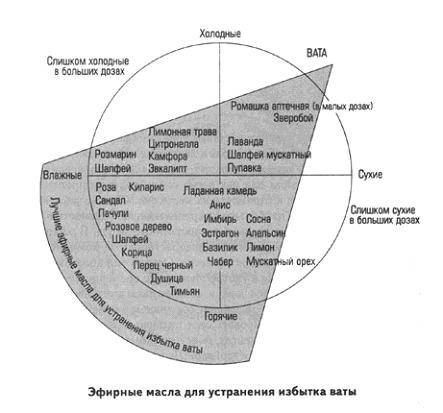 Холодные
ВАТА
Слишком холодные
в больших дозах
Ромашка аптечная (в малых дозах)
Зверобой
Лимонная трава
Цитронелла
Камфора
Эвкалипт
Розмарин
Шалфей
Лаванда
Шалфей мускатный
Пупавка
Влажные
Сухие
Роза Кипарис
Сандал
Пачули
Розовое дерево
Шалфей
Корица
Перец черный
Душица
Тимьян
Ладанная камедь
Анис
Имбирь Сосна
Эстрагон Апельсин
Базилик Лимон
Чабер Мускатный орех
Слишком сухие
в больших дозах
Горячие
Лучшие эфирные масла для устранения избытка ваты
Эфирные масла для устранения избытка ваты